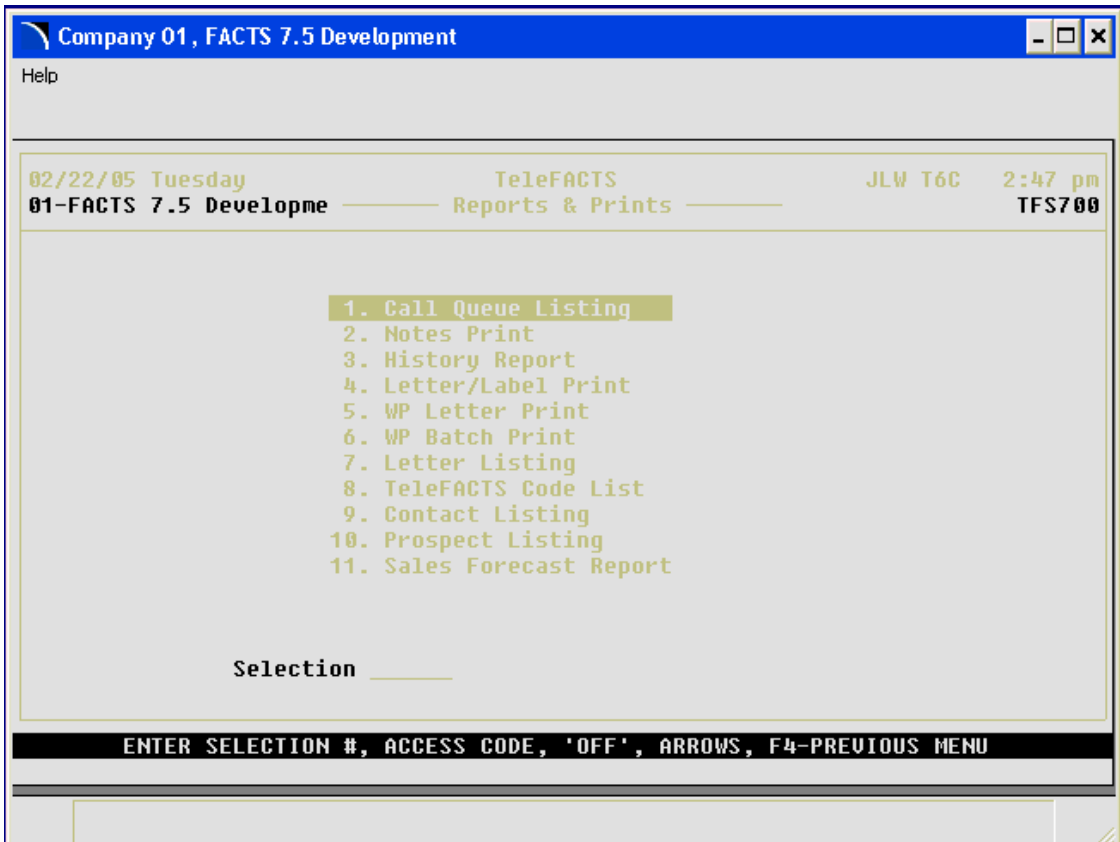 Company 01, FACTS 7.5 Development
Help
02/22/05 Tuesday TeleFACTS JLW T6C 2:47 pm
01-FACTS 7.5 Developme Reports & Prints TFS700
1. Call Queue Listing
2. Notes Print
3. History Report
4. Letter/Label Print
5. WP Letter Print
6. WP Batch Print
7. Letter Listing
8. TeleFACTS Code List
9. Contact Listing
10. Prospect Listing
11. Sales Forecast Report
Selection ______
ENTER SELECTION #, ACCESS CODE, 'OFF', ARROWS, F4-PREVIOUS MENU